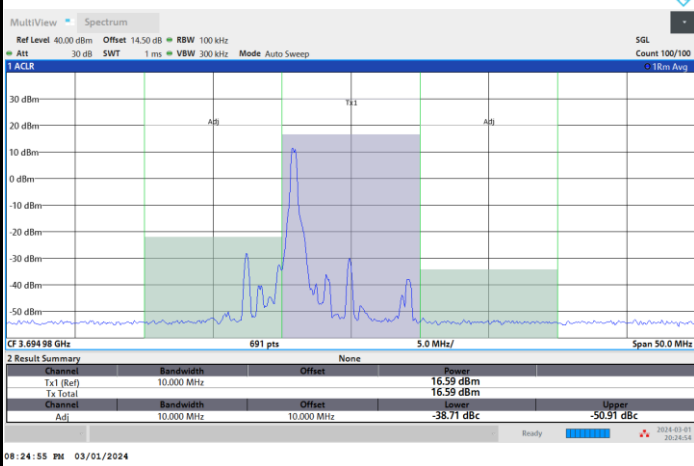 MultiView Spectrum
Ref Level 40.00 dBm Offset 14.50 dB RBW 100 kHz SGL
Att 30 dB SWT 1 ms VBW 300 kHz Mode Auto Sweep Count 100/100
1 ACLR 1Rm Avg
30 dBm
Tx1
20 dBm Adj Adj
10 dBm
0 dBm
-10 dBm
-20 dBm
-30 dBm
-40 dBm
-50 dBm
CF 3.694 98 GHz 691 pts 5.0 MHz/ Span 50.0 MHz
2 Result Summary None
Channel Bandwidth Offset Power
Tx1 (Ref) 10.000 MHz 16.59 dBm
Tx Total 16.59 dBm
Channel Bandwidth Offset Lower Upper
Adj 10.000 MHz 10.000 MHz -38.71 dBc -50.91 dBc
Ready 2024-03-01
20:24:54
08:24:55 PM 03/01/2024